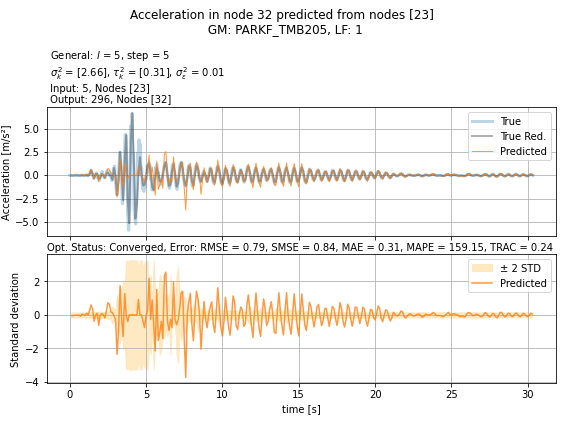 Acceleration in node 32 predicted from nodes [23]
GM: PARKF_TMB205, LF: 1
General: l = 5, step = 5
σ²ₖ = [2.66], τ²ₖ = [0.31], σ²ε = 0.01
Input: 5, Nodes [23]
Output: 296, Nodes [32]
Acceleration [m/s²]
5.0
2.5
0.0
−2.5
−5.0
True
True Red.
Predicted
Opt. Status: Converged, Error: RMSE = 0.79, SMSE = 0.84, MAE = 0.31, MAPE = 159.15, TRAC = 0.24
Standard deviation
2
0
−2
−4
± 2 STD
Predicted
0 5 10 15 20 25 30
time [s]